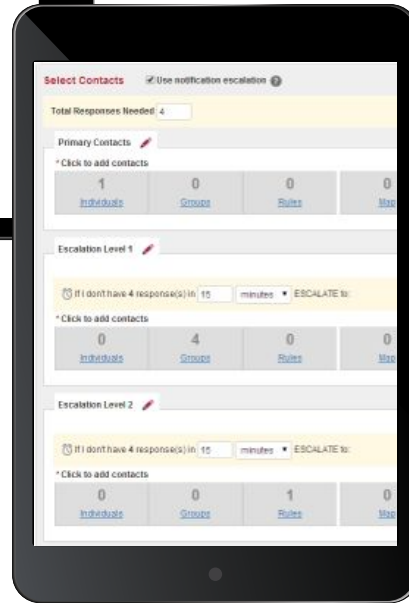 Select Contacts Use notification escalation ?
Total Responses Needed 4
Primary Contacts
* Click to add contacts
1 0 0 0
Individuals Groups Rules Map
Escalation Level 1
If I don't have 4 response(s) in 15 minutes ESCALATE to:
* Click to add contacts
0 4 0 0
Individuals Groups Rules Map
Escalation Level 2
If I don't have 4 response(s) in 15 minutes ESCALATE to:
* Click to add contacts
0 0 1 0
Individuals Groups Rules Map